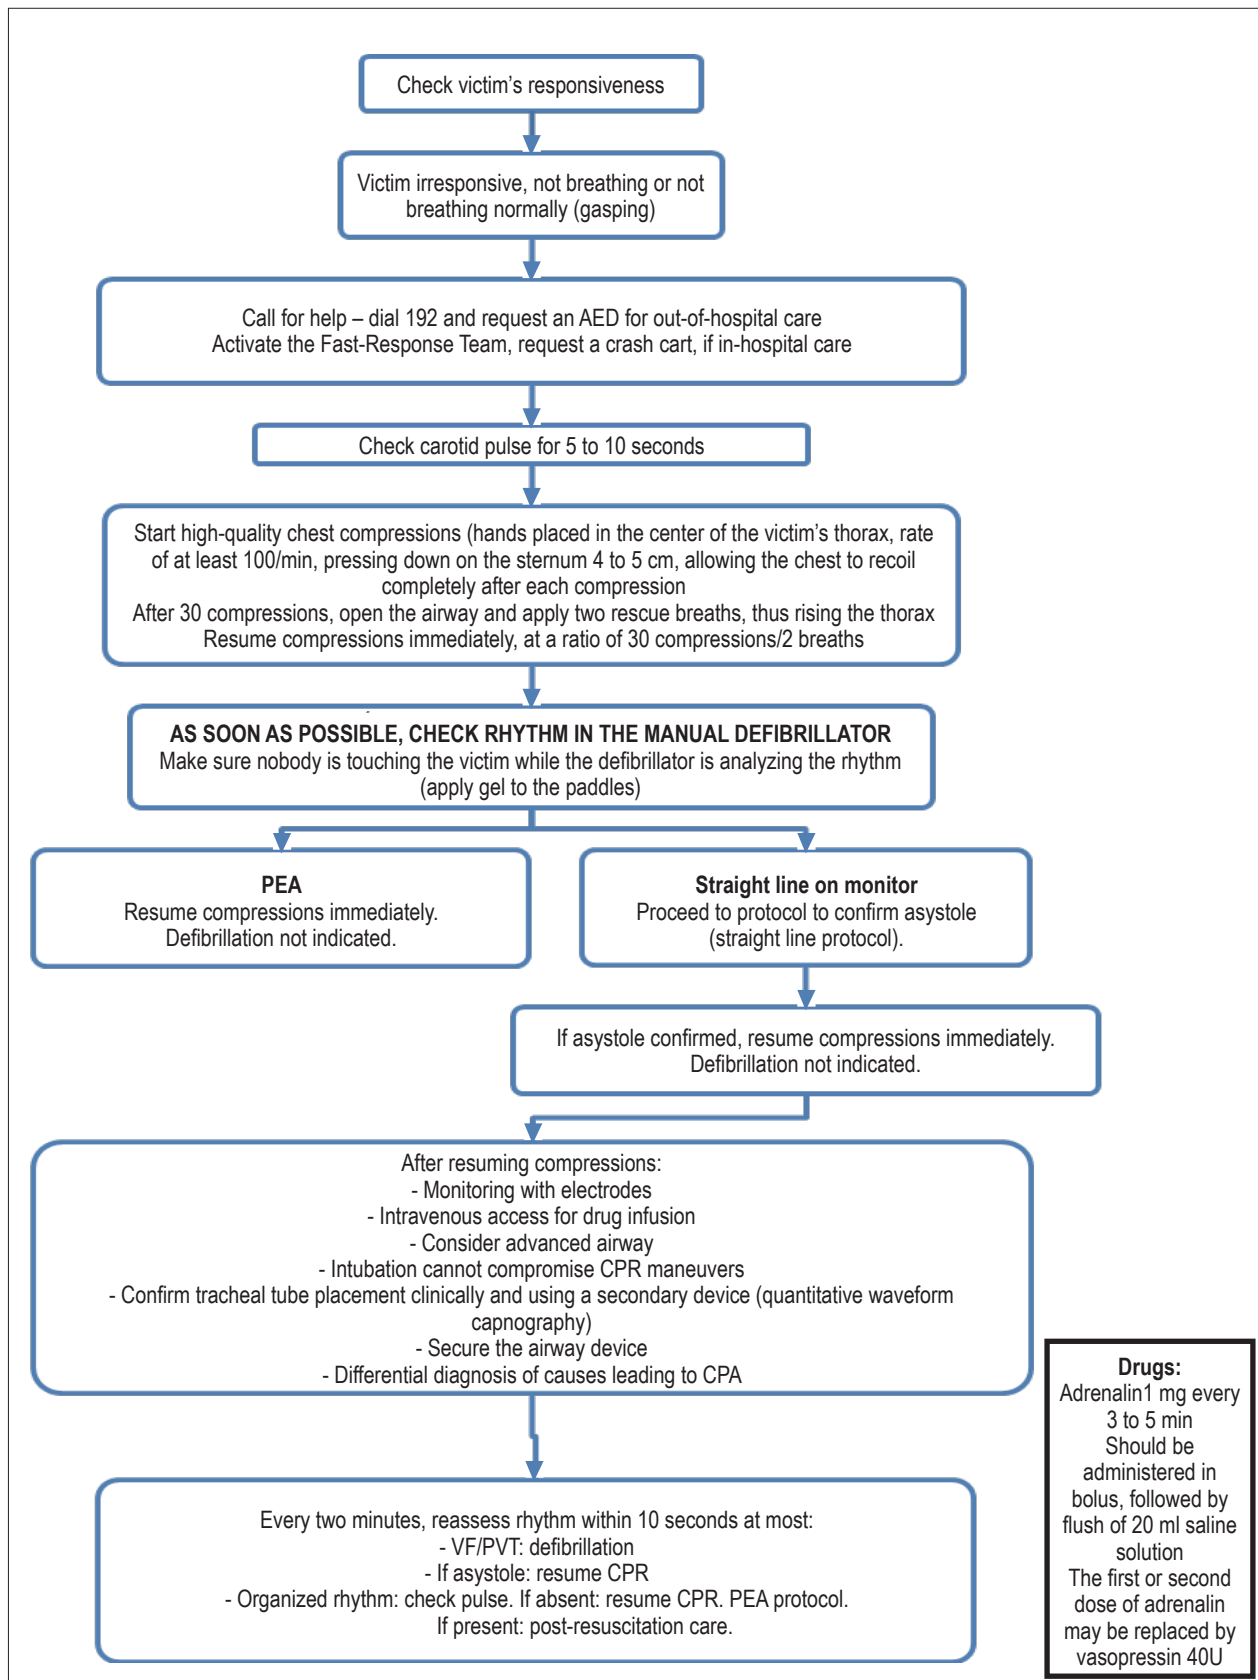 Check victim’s responsiveness
Victim irresponsive, not breathing or not
breathing normally (gasping)
Call for help – dial 192 and request an AED for out-of-hospital care
Activate the Fast-Response Team, request a crash cart, if in-hospital care
Check carotid pulse for 5 to 10 seconds
Start high-quality chest compressions (hands placed in the center of the victim’s thorax, rate
of at least 100/min, pressing down on the sternum 4 to 5 cm, allowing the chest to recoil
completely after each compression
After 30 compressions, open the airway and apply two rescue breaths, thus rising the thorax
Resume compressions immediately, at a ratio of 30 compressions/2 breaths
AS SOON AS POSSIBLE, CHECK RHYTHM IN THE MANUAL DEFIBRILLATOR
Make sure nobody is touching the victim while the defibrillator is analyzing the rhythm
(apply gel to the paddles)
PEA
Resume compressions immediately.
Defibrillation not indicated.
Straight line on monitor
Proceed to protocol to confirm asystole
(straight line protocol).
If asystole confirmed, resume compressions immediately.
Defibrillation not indicated.
After resuming compressions:
- Monitoring with electrodes
- Intravenous access for drug infusion
- Consider advanced airway
- Intubation cannot compromise CPR maneuvers
- Confirm tracheal tube placement clinically and using a secondary device (quantitative waveform
capnography)
- Secure the airway device
- Differential diagnosis of causes leading to CPA
Every two minutes, reassess rhythm within 10 seconds at most:
- VF/PVT: defibrillation
- If asystole: resume CPR
- Organized rhythm: check pulse. If absent: resume CPR. PEA protocol.
If present: post-resuscitation care.
Drugs:
Adrenalin1 mg every
3 to 5 min
Should be
administered in
bolus, followed by
flush of 20 ml saline
solution
The first or second
dose of adrenalin
may be replaced by
vasopressin 40U